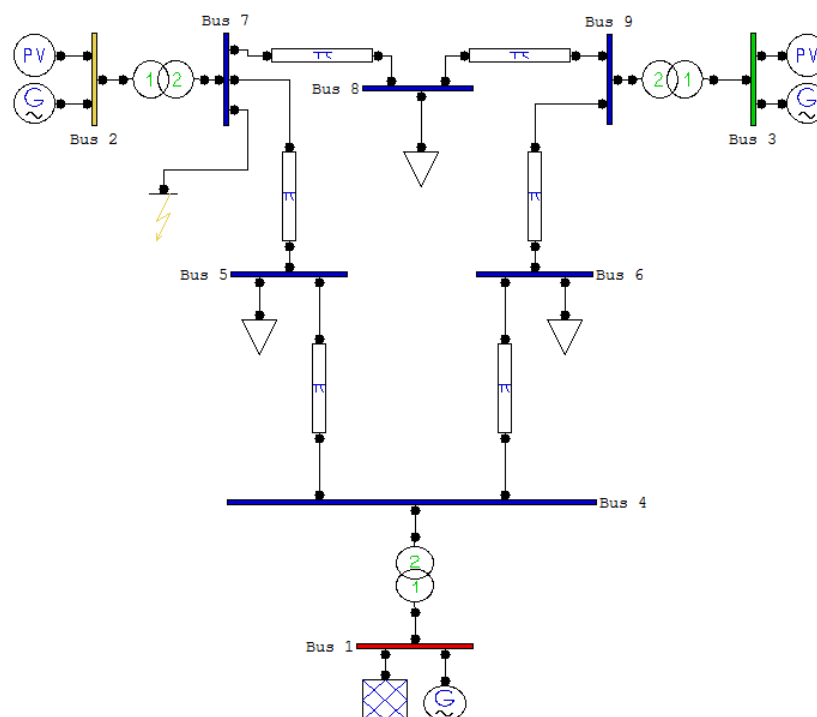 Bus 7
Bus 9
PV
1 2
π
π
2 1
PV
G
Bus 8
G
Bus 2
Bus 3
π
π
Bus 5
Bus 6
π
π
Bus 4
2
1
Bus 1
G